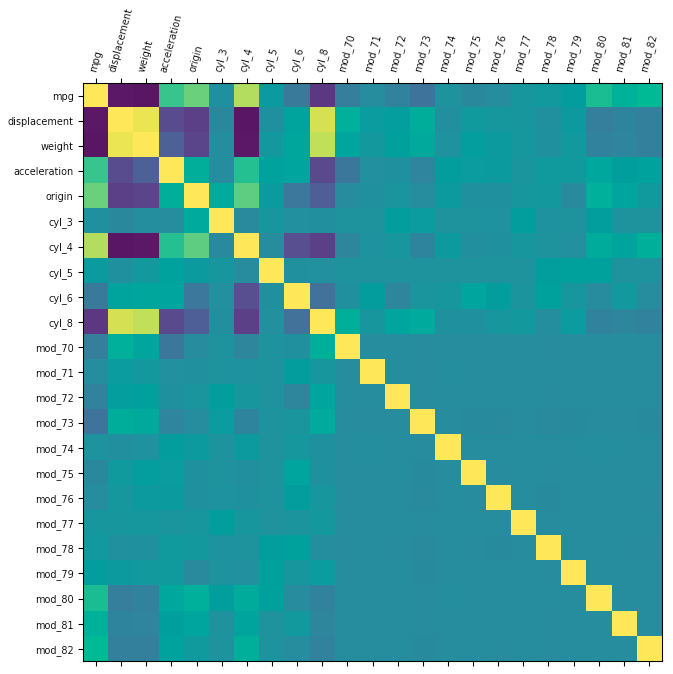 mpg displacement weight acceleration origin cyl_3 cyl_4 cyl_5 cyl_6 cyl_8 mod_70 mod_71 mod_72 mod_73 mod_74 mod_75 mod_76 mod_77 mod_78 mod_79 mod_80 mod_81 mod_82
mpg
displacement
weight
acceleration
origin
cyl_3
cyl_4
cyl_5
cyl_6
cyl_8
mod_70
mod_71
mod_72
mod_73
mod_74
mod_75
mod_76
mod_77
mod_78
mod_79
mod_80
mod_81
mod_82